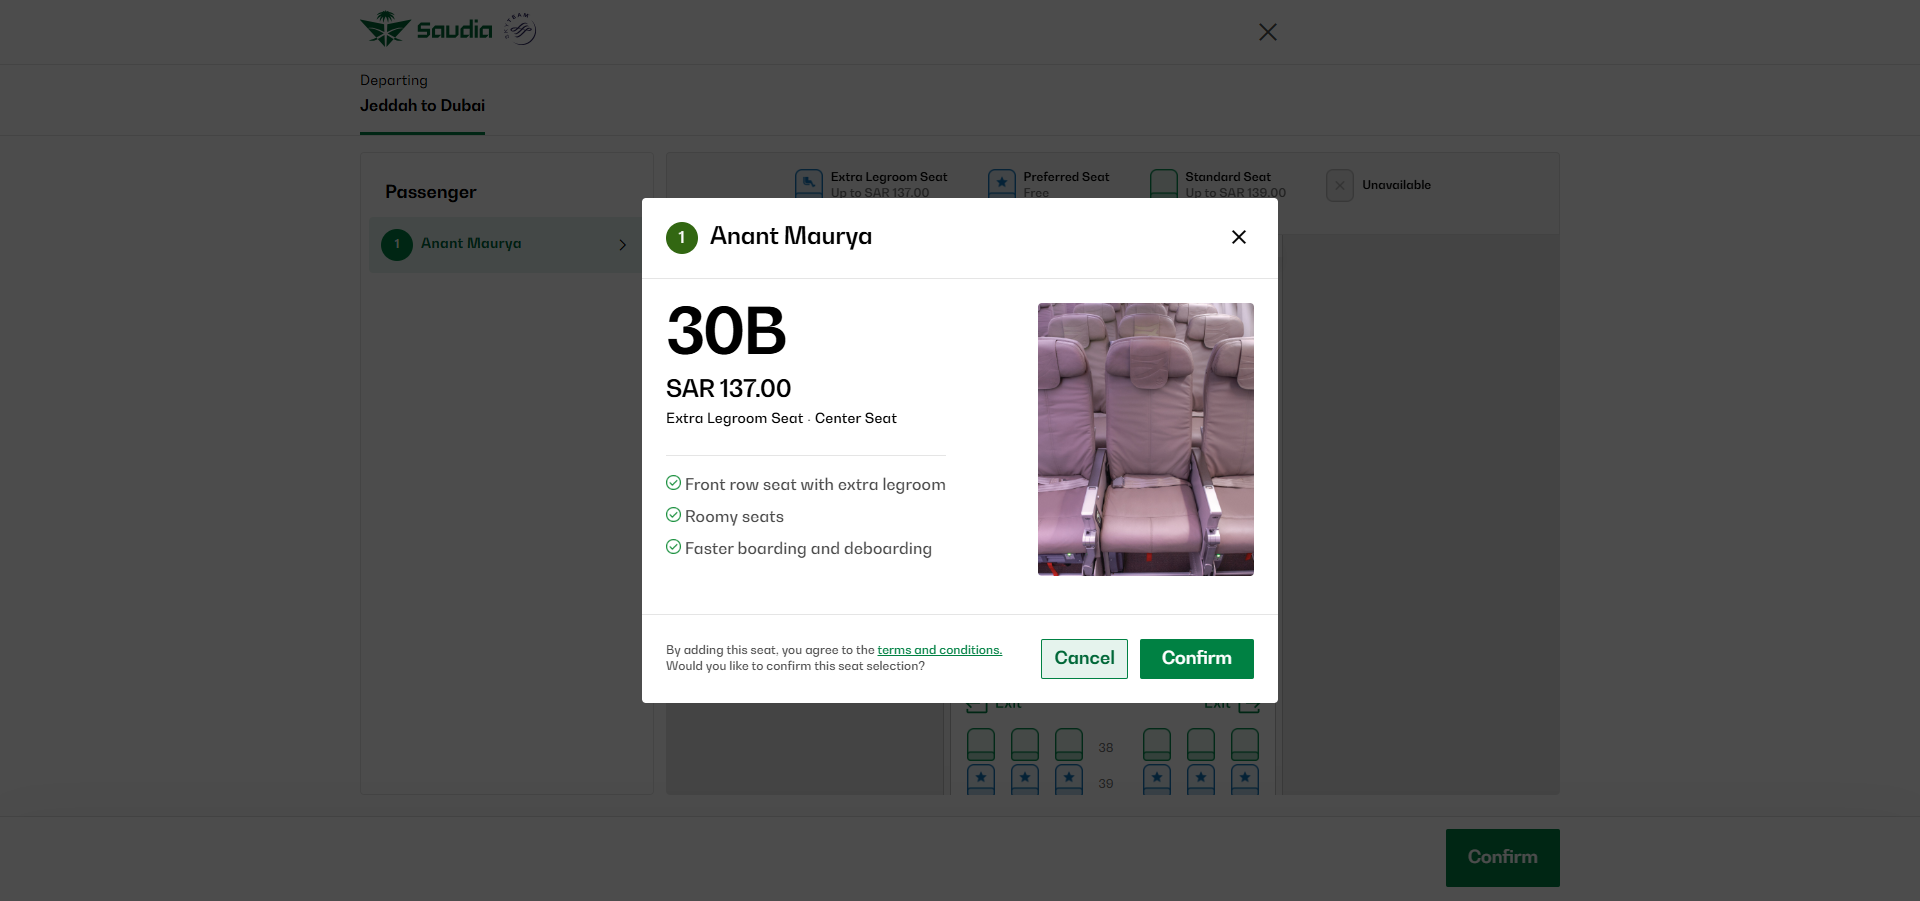 Saudia
SKYTEAM
Departing
Jeddah to Dubai
Passenger
1 Anant Maurya
Extra Legroom Seat
Up to SAR 137.00
Preferred Seat
Free
Standard Seat
Up to SAR 139.00
Unavailable
1 Anant Maurya
30B
SAR 137.00
Extra Legroom Seat · Center Seat
Front row seat with extra legroom
Roomy seats
Faster boarding and deboarding
By adding this seat, you agree to the terms and conditions.
Would you like to confirm this seat selection?
Cancel
Confirm
Exit
Exit
38
39
Confirm